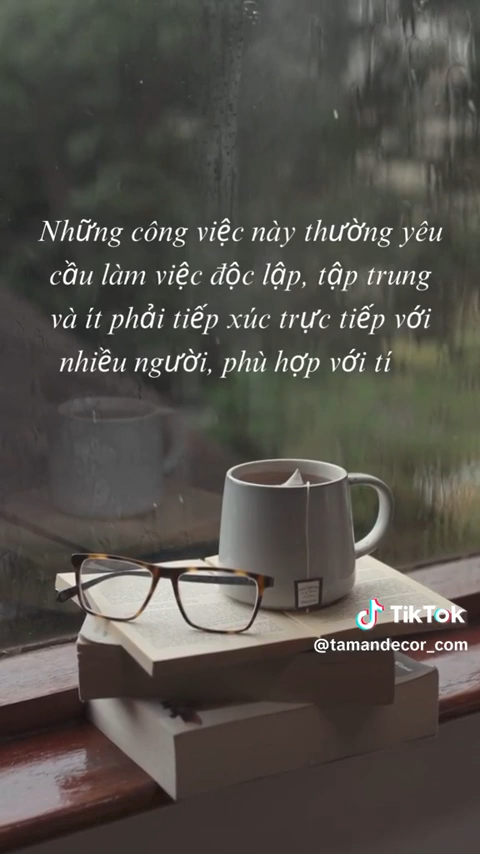 Những công việc này thường yêu
cầu làm việc độc lập, tập trung
và ít phải tiếp xúc trực tiếp với
nhiều người, phù hợp với tí
TikTok
@tamandecor_com